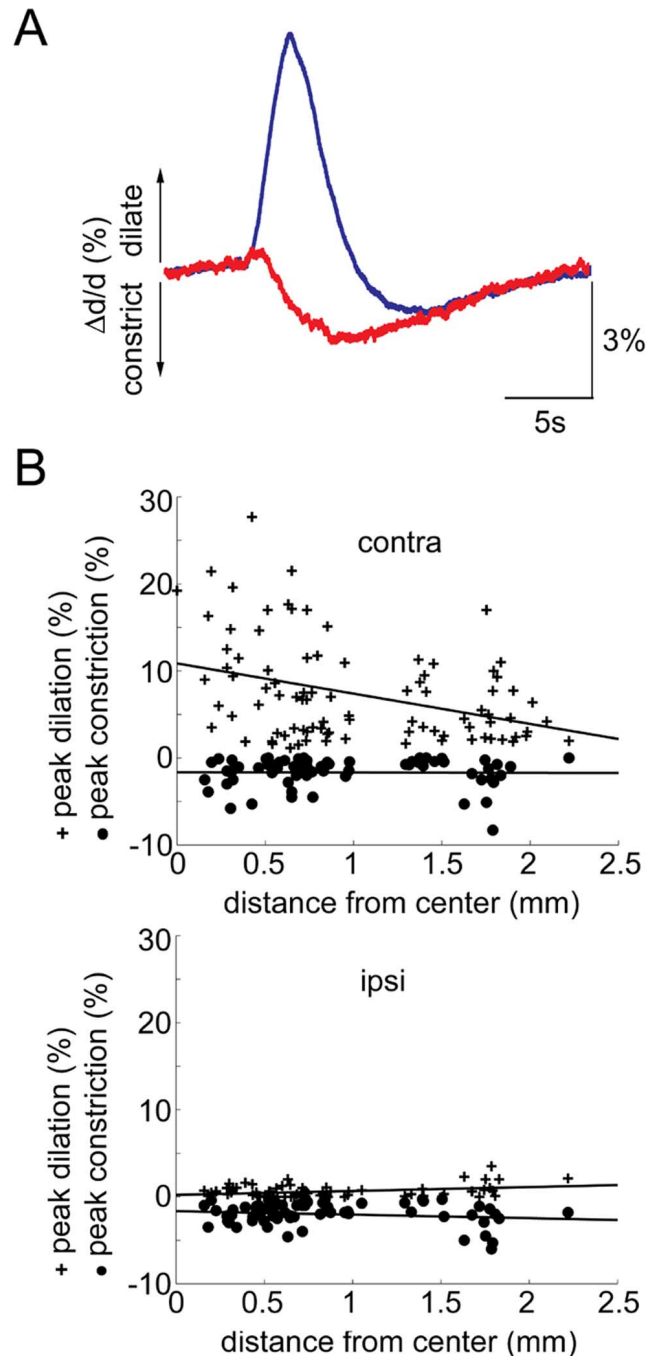 A
Δd/d (%)
constrict dilate
3%
5s
B
30
20
10
0
-10
contra
+ peak dilation (%)
● peak constriction (%)
0 0.5 1 1.5 2 2.5
distance from center (mm)
30
20
10
0
-10
ipsi
+ peak dilation (%)
● peak constriction (%)
0 0.5 1 1.5 2 2.5
distance from center (mm)